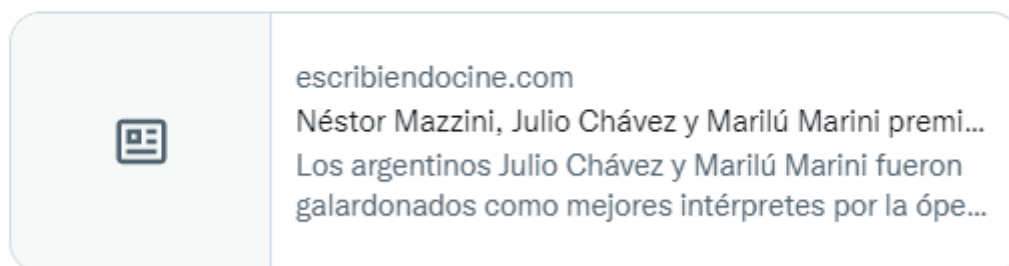 escribiendocine.com
Néstor Mazzini, Julio Chávez y Marilú Marini premi...
Los argentinos Julio Chávez y Marilú Marini fueron
galardonados como mejores intérpretes por la ópe...